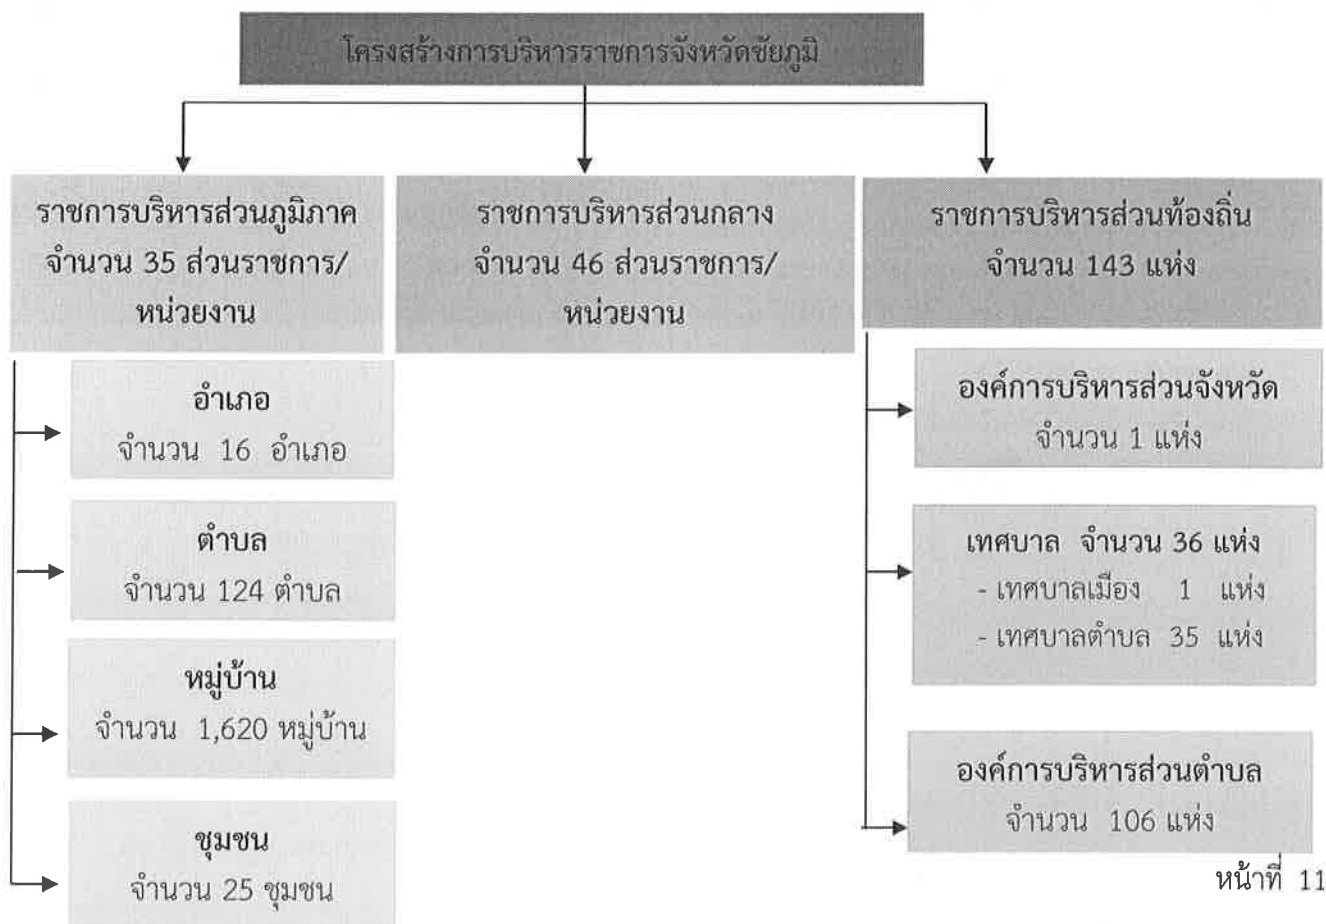 โครงสร้างการบริหารราชการจังหวัดชัยภูมิ
ราชการบริหารส่วนภูมิภาค
จำนวน 35 ส่วนราชการ/
หน่วยงาน
อำเภอ
จำนวน 16 อำเภอ
ตำบล
จำนวน 124 ตำบล
หมู่บ้าน
จำนวน 1,620 หมู่บ้าน
ชุมชน
จำนวน 25 ชุมชน
ราชการบริหารส่วนกลาง
จำนวน 46 ส่วนราชการ/
หน่วยงาน
ราชการบริหารส่วนท้องถิ่น
จำนวน 143 แห่ง
องค์การบริหารส่วนจังหวัด
จำนวน 1 แห่ง
เทศบาล จำนวน 36 แห่ง
- เทศบาลเมือง 1 แห่ง
- เทศบาลตำบล 35 แห่ง
องค์การบริหารส่วนตำบล
จำนวน 106 แห่ง
หน้าที่ 11